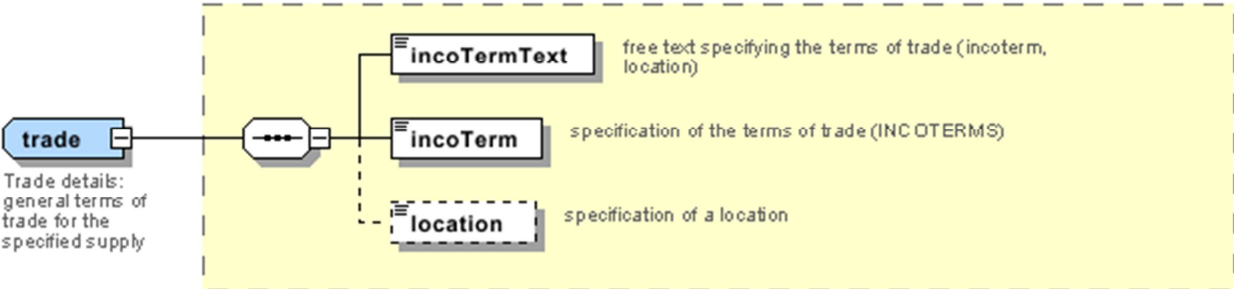 incoTermText
free text specifying the terms of trade (incoterm,
location)
trade
incoTerm
specification of the terms of trade (INCOTERMS)
Trade details:
general terms of
trade for the
specified supply
location
specification of a location